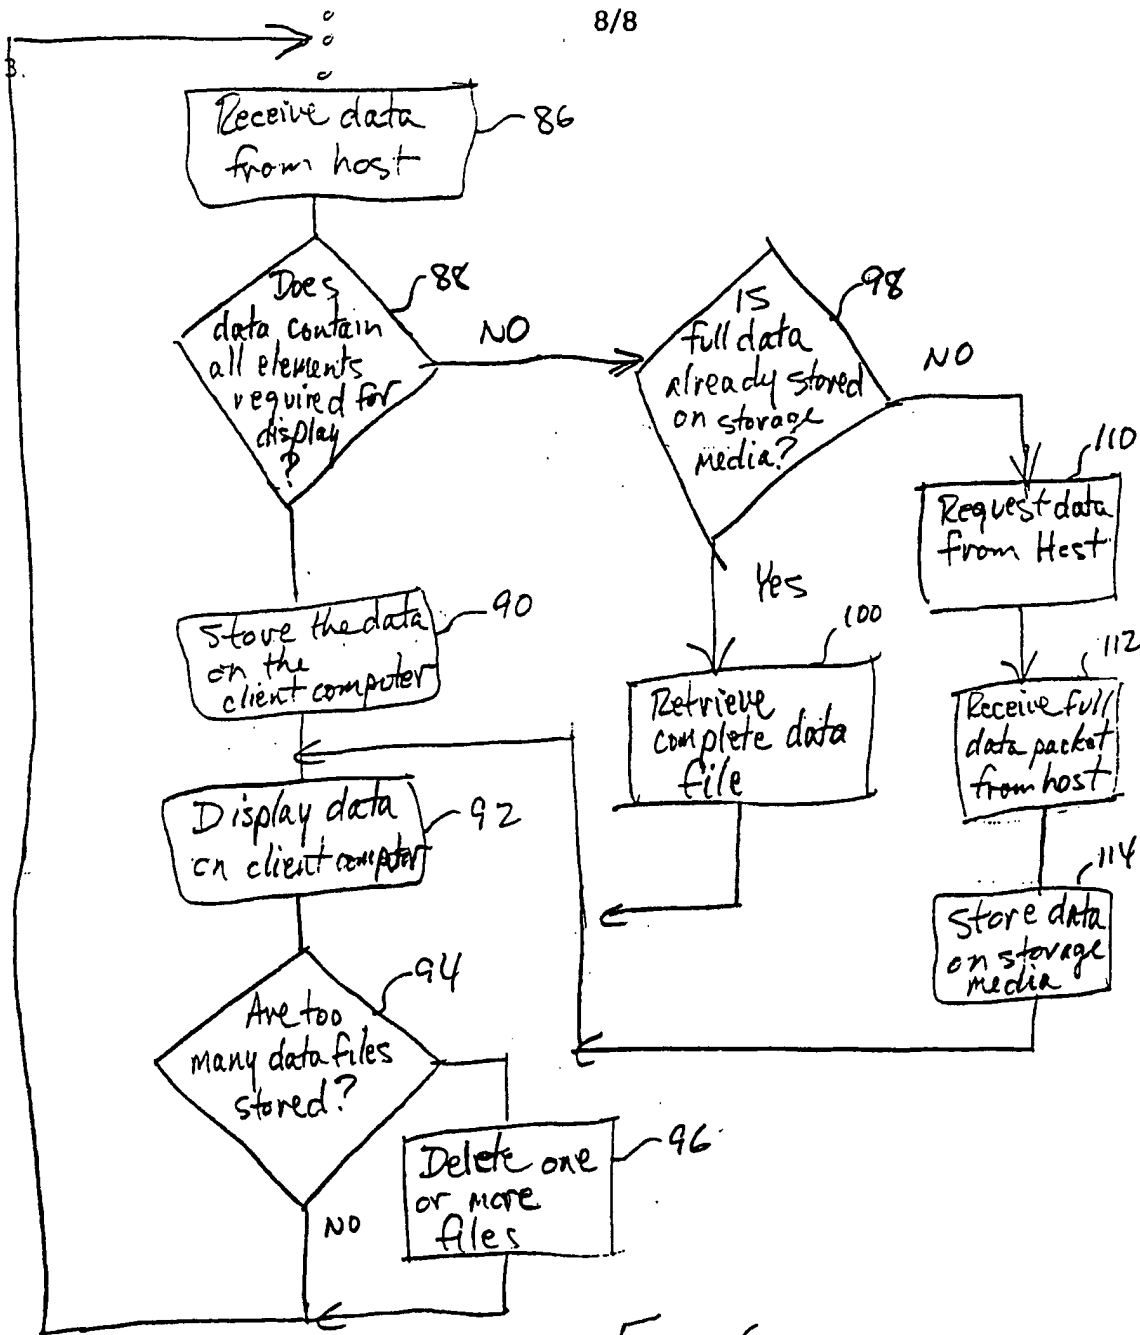 8/8
3.
Receive data
from host
86
Does
data contain
all elements
required for
display
?
88
NO
IS
full data
already stored
on storage
media?
98
NO
Yes
110
Request data
from Host
Store the data
on the
client computer
90
100
Retrieve
complete data
file
112
Receive full
data packet
from host
Display data
on client computer
92
114
Store data
on storage
media
Are too
many data files
stored?
94
NO
Delete one
or more
files
96